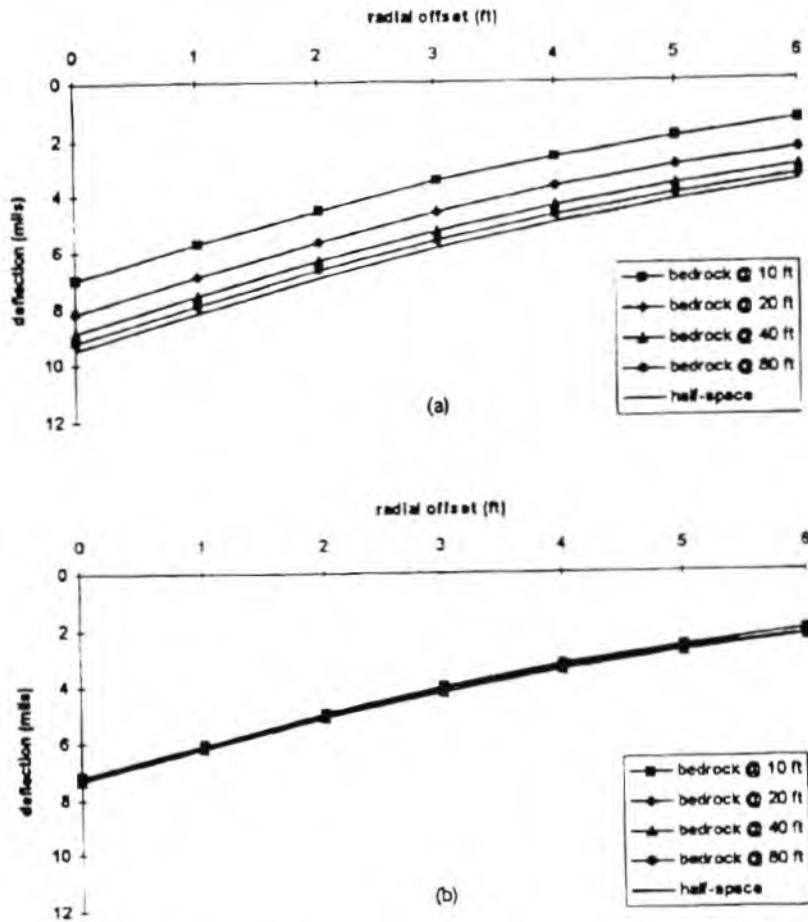 radial offset (ft)
0 1 2 3 4 5 6
0
2
4
6
8
10
12
deflection (mils)
bedrock @ 10 ft
bedrock @ 20 ft
bedrock @ 40 ft
bedrock @ 80 ft
half-space
(a)
radial offset (ft)
0 1 2 3 4 5 6
0
2
4
6
8
10
12
deflection (mils)
bedrock @ 10 ft
bedrock @ 20 ft
bedrock @ 40 ft
bedrock @ 80 ft
half-space
(b)